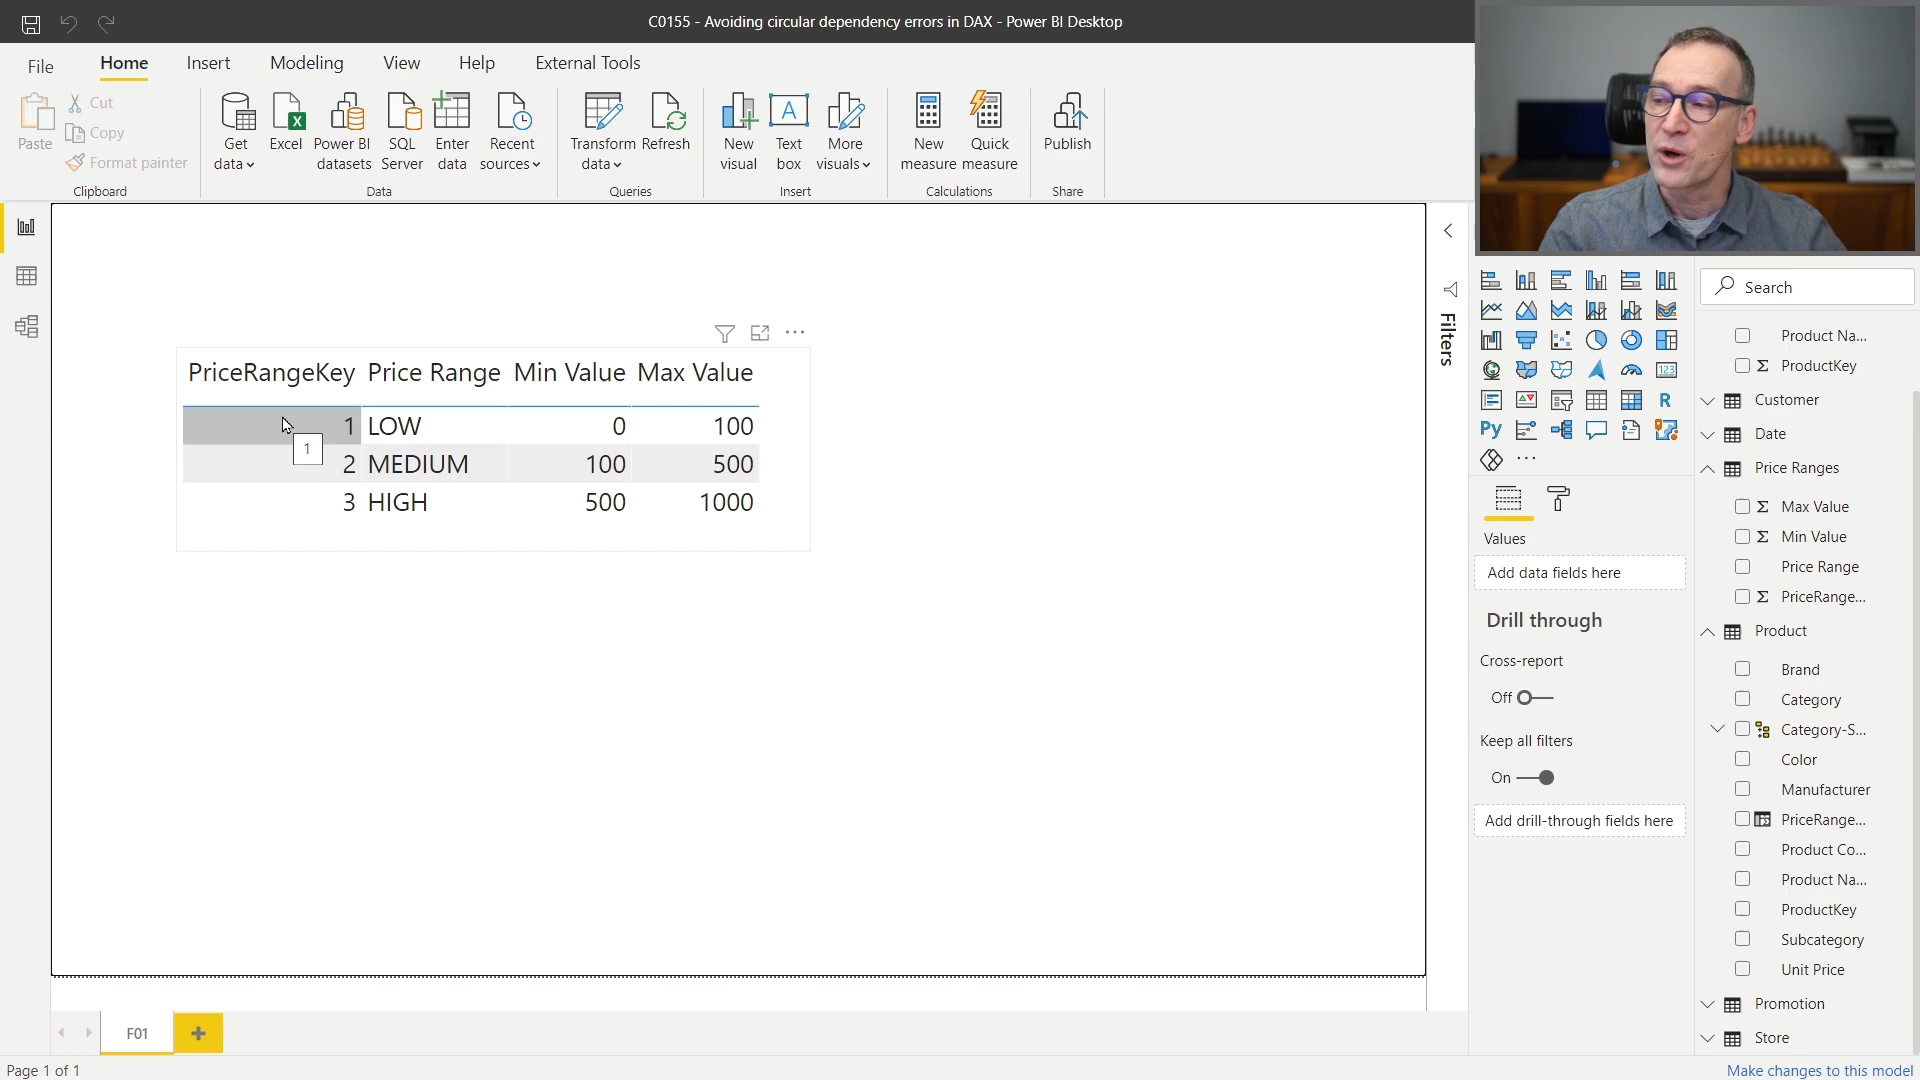 C0155 - Avoiding circular dependency errors in DAX - Power BI Desktop
File
Home
Insert
Modeling
View
Help
External Tools
Paste
Cut
Copy
Format painter
Clipboard
Get
data
Excel
Power BI
datasets
SQL
Server
Enter
data
Recent
sources
Data
Transform
data
Refresh
Queries
New
visual
Text
box
More
visuals
Insert
New
measure
Quick
measure
Calculations
Publish
Share
PriceRangeKey Price Range Min Value Max Value
1 LOW 0 100
1
2 MEDIUM 100 500
3 HIGH 500 1000
Filters
123
R
Py
Values
Add data fields here
Drill through
Cross-report
Off
Keep all filters
On
Add drill-through fields here
Search
Product Na...
ProductKey
Customer
Date
Price Ranges
Max Value
Min Value
Price Range
PriceRange...
Product
Brand
Category
Category-S...
Color
Manufacturer
PriceRange...
Product Co...
Product Na...
ProductKey
Subcategory
Unit Price
Promotion
Store
F01
Page 1 of 1
Make changes to this model